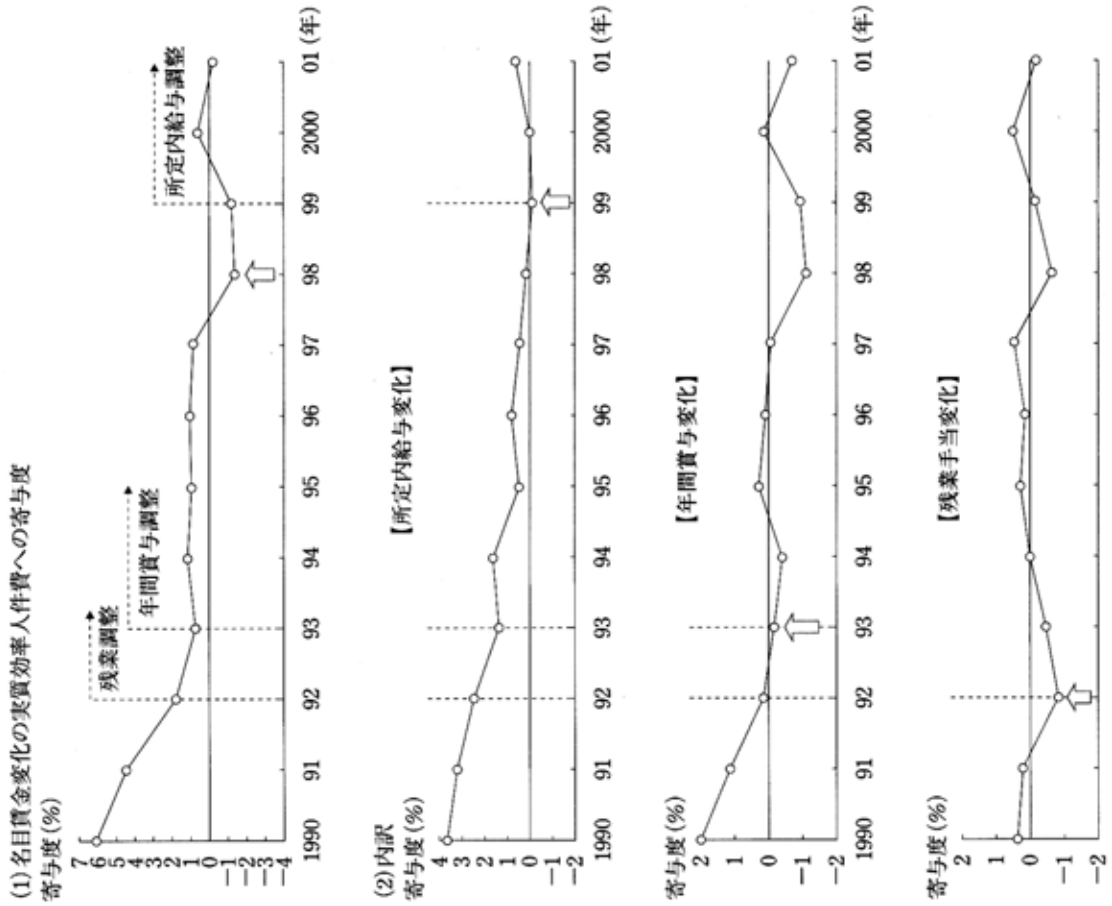 (1) 名目賃金変化の実質効率人件費への寄与度
寄与度(%)
7
6
5
4
3
2
1
0
−1
−2
−3
−4
残業調整
年間賞与調整
所定内給与調整
1990 91 92 93 94 95 96 97 98 99 2000 01 (年)
(2) 内訳
寄与度(%)
【所定内給与変化】
4
3
2
1
0
−1
−2
1990 91 92 93 94 95 96 97 98 99 2000 01 (年)
寄与度(%)
【年間賞与変化】
2
1
0
−1
−2
1990 91 92 93 94 95 96 97 98 99 2000 01 (年)
寄与度(%)
【残業手当変化】
2
1
0
−1
−2